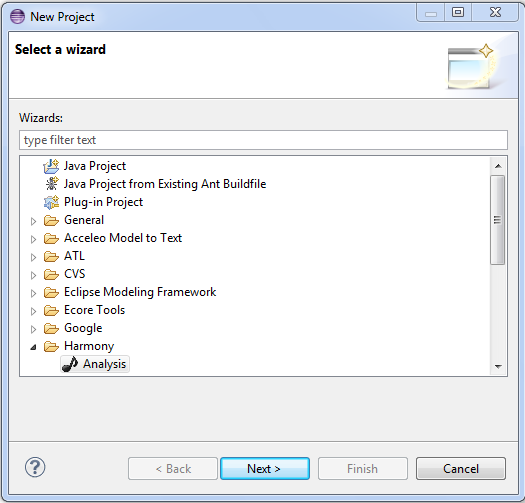 New Project
Select a wizard
Wizards:
type filter text
Java Project
Java Project from Existing Ant Buildfile
Plug-in Project
General
Acceleo Model to Text
ATL
CVS
Eclipse Modeling Framework
Ecore Tools
Google
Harmony
Analysis
? < Back Next > Finish Cancel